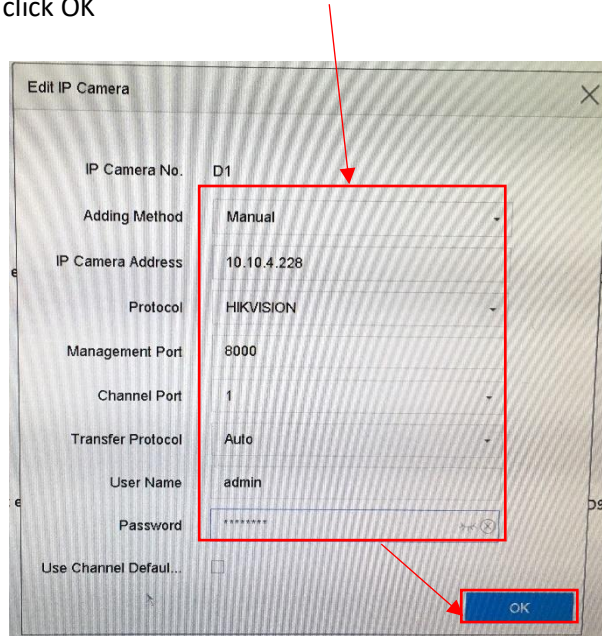 click OK
Edit IP Camera
IP Camera No. D1
Adding Method Manual
IP Camera Address 10.10.4.228
Protocol HIKVISION
Management Port 8000
Channel Port 1
Transfer Protocol Auto
User Name admin
Password ********
Use Channel Defaul...
OK